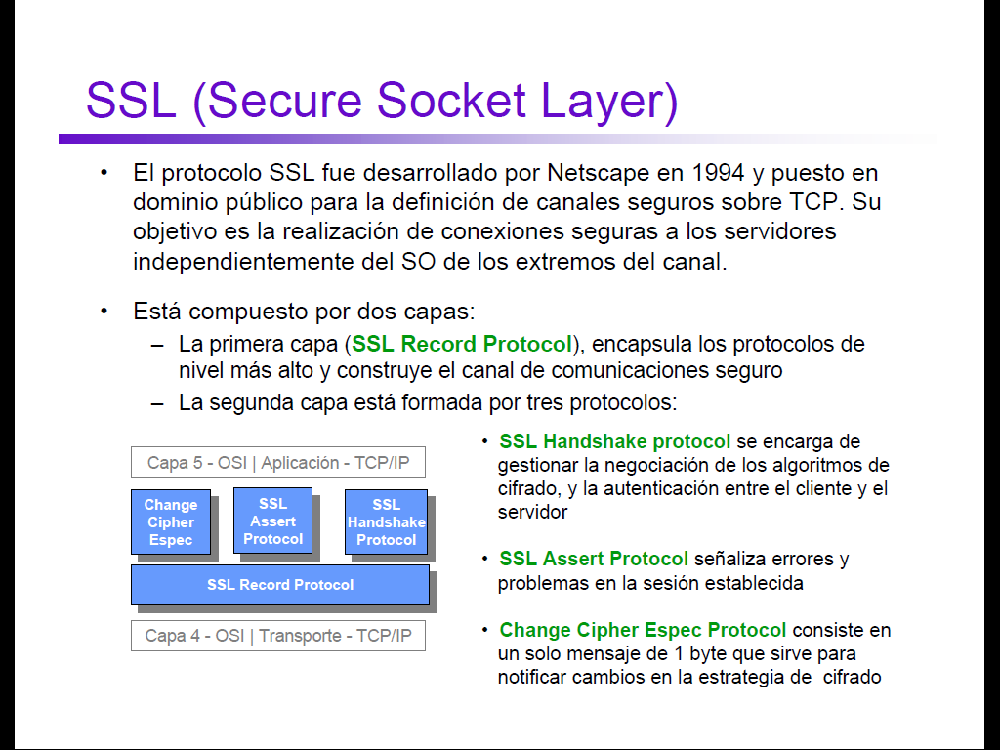 SSL (Secure Socket Layer)
• El protocolo SSL fue desarrollado por Netscape en 1994 y puesto en
dominio público para la definición de canales seguros sobre TCP. Su
objetivo es la realización de conexiones seguras a los servidores
independientemente del SO de los extremos del canal.
• Está compuesto por dos capas:
– La primera capa (SSL Record Protocol), encapsula los protocolos de
nivel más alto y construye el canal de comunicaciones seguro
– La segunda capa está formada por tres protocolos:
Capa 5 - OSI | Aplicación - TCP/IP
Change
Cipher
Espec
SSL
Assert
Protocol
SSL
Handshake
Protocol
SSL Record Protocol
Capa 4 - OSI | Transporte - TCP/IP
• SSL Handshake protocol se encarga de
gestionar la negociación de los algoritmos de
cifrado, y la autenticación entre el cliente y el
servidor
• SSL Assert Protocol señaliza errores y
problemas en la sesión establecida
• Change Cipher Espec Protocol consiste en
un solo mensaje de 1 byte que sirve para
notificar cambios en la estrategia de cifrado